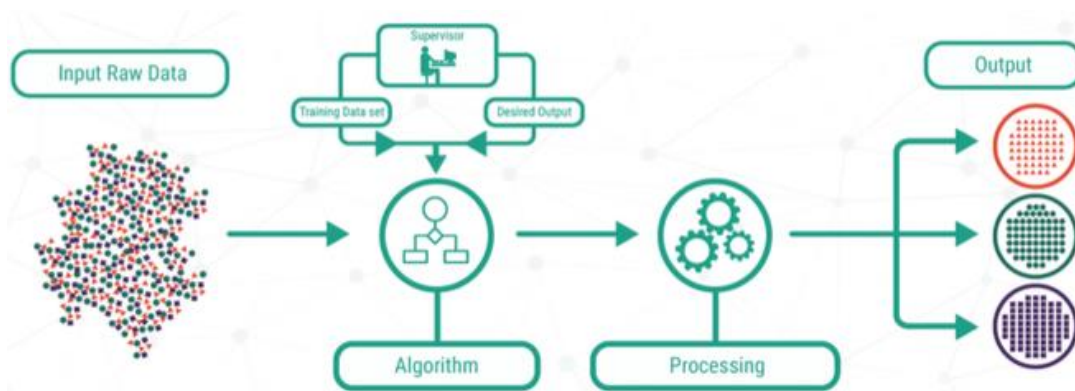 Input Raw Data
Supervisor
Training Data set
Desired Output
Algorithm
Processing
Output